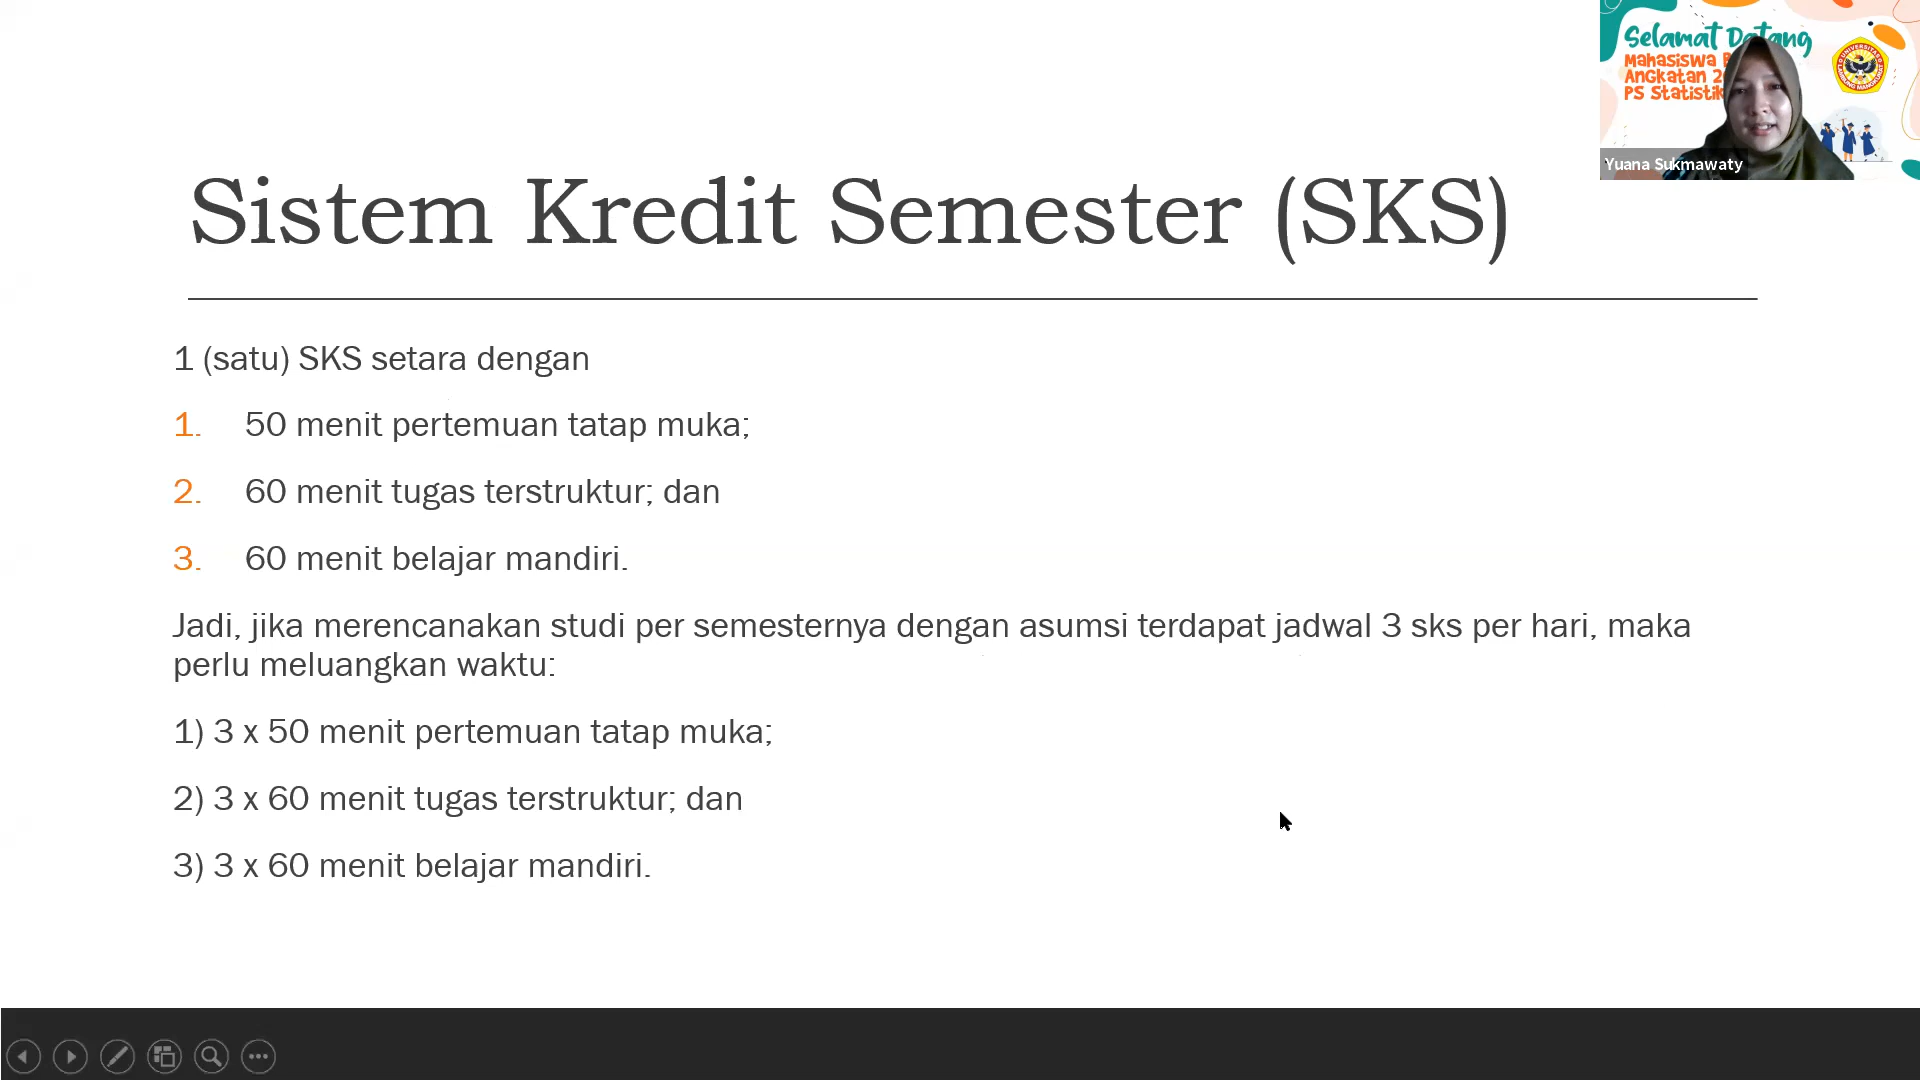 Selamat Datang
Mahasiswa
Angkatan
PS Statistik
Yuana Sukmawaty
Sistem Kredit Semester (SKS)
1 (satu) SKS setara dengan
1. 50 menit pertemuan tatap muka;
2. 60 menit tugas terstruktur; dan
3. 60 menit belajar mandiri.
Jadi, jika merencanakan studi per semesternya dengan asumsi terdapat jadwal 3 sks per hari, maka
perlu meluangkan waktu:
1) 3 x 50 menit pertemuan tatap muka;
2) 3 x 60 menit tugas terstruktur; dan
3) 3 x 60 menit belajar mandiri.